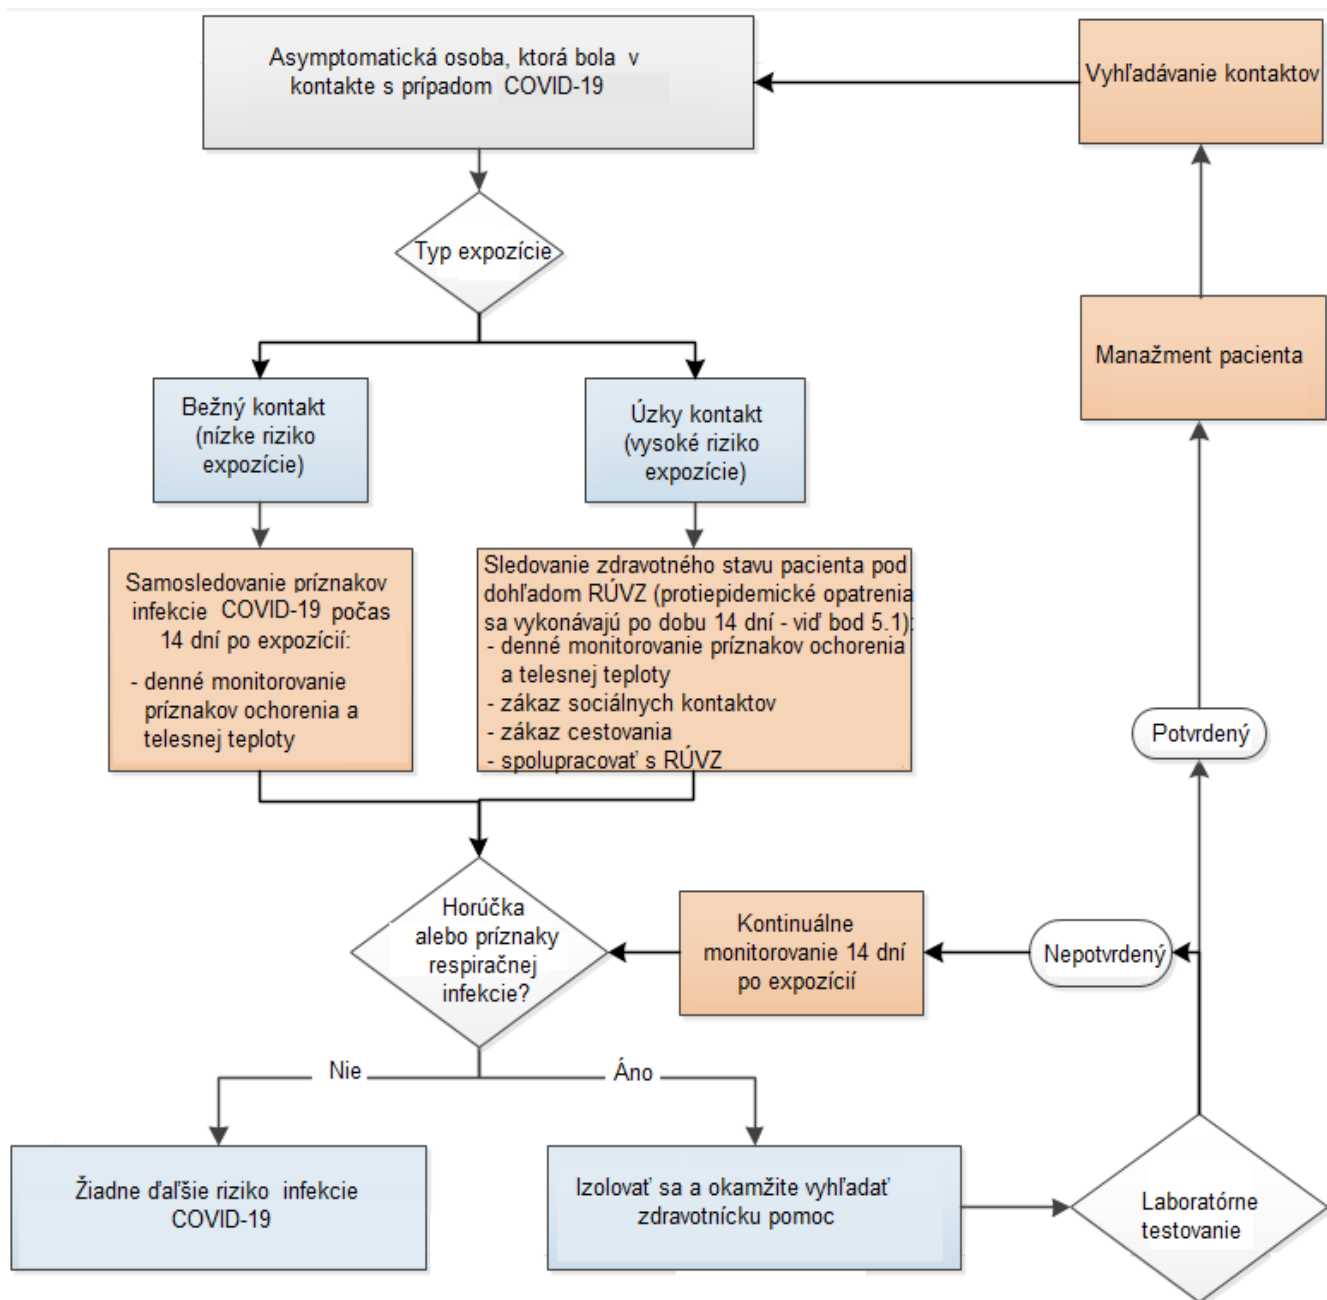 Asymptomatická osoba, ktorá bola v
kontakte s prípadom COVID-19
Vyhľadávanie kontaktov
Typ expozície
Manažment pacienta
Bežný kontakt
(nízke riziko
expozície)
Úzky kontakt
(vysoké riziko
expozície)
Samosledovanie príznakov
infekcie COVID-19 počas
14 dní po expozícií:
- denné monitorovanie
príznakov ochorenia a
telesnej teploty
Sledovanie zdravotného stavu pacienta pod
dohľadom RÚVZ (protiepidemické opatrenia
sa vykonávajú po dobu 14 dní - viď bod 5.1):
- denné monitorovanie príznakov ochorenia
a telesnej teploty
- zákaz sociálnych kontaktov
- zákaz cestovania
- spolupracovať s RÚVZ
Potvrdený
Horúčka
alebo príznaky
respiračnej
infekcie?
Kontinuálne
monitorovanie 14 dní
po expozícií
Nepotvrdený
Nie
Áno
Žiadne ďaľšie riziko infekcie
COVID-19
Izolovať sa a okamžite vyhľadať
zdravotnícku pomoc
Laboratórne
testovanie